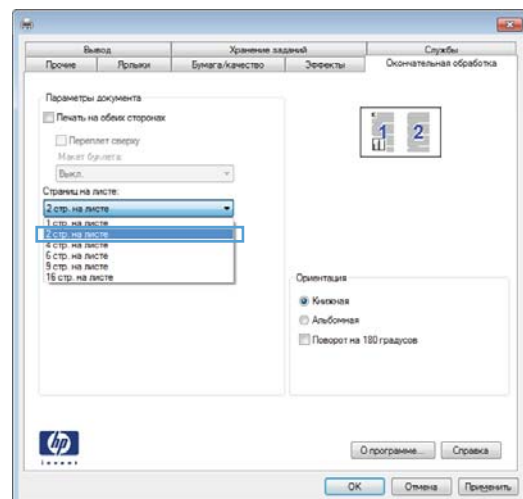 Вывод Хранение заданий Службы
Прочие Ярлыки Бумага/качество Эффекты Окончательная обработка
Параметры документа
Печать на обеих сторонах
Переплет сверху
Макет буклета:
Выкл.
Страниц на листе:
2 стр. на листе
1 стр. на листе
2 стр. на листе
4 стр. на листе
6 стр. на листе
9 стр. на листе
16 стр. на листе
1 2
Ориентация
Книжная
Альбомная
Поворот на 180 градусов
hp
invent
О программе... Справка
OK Отмена Применить